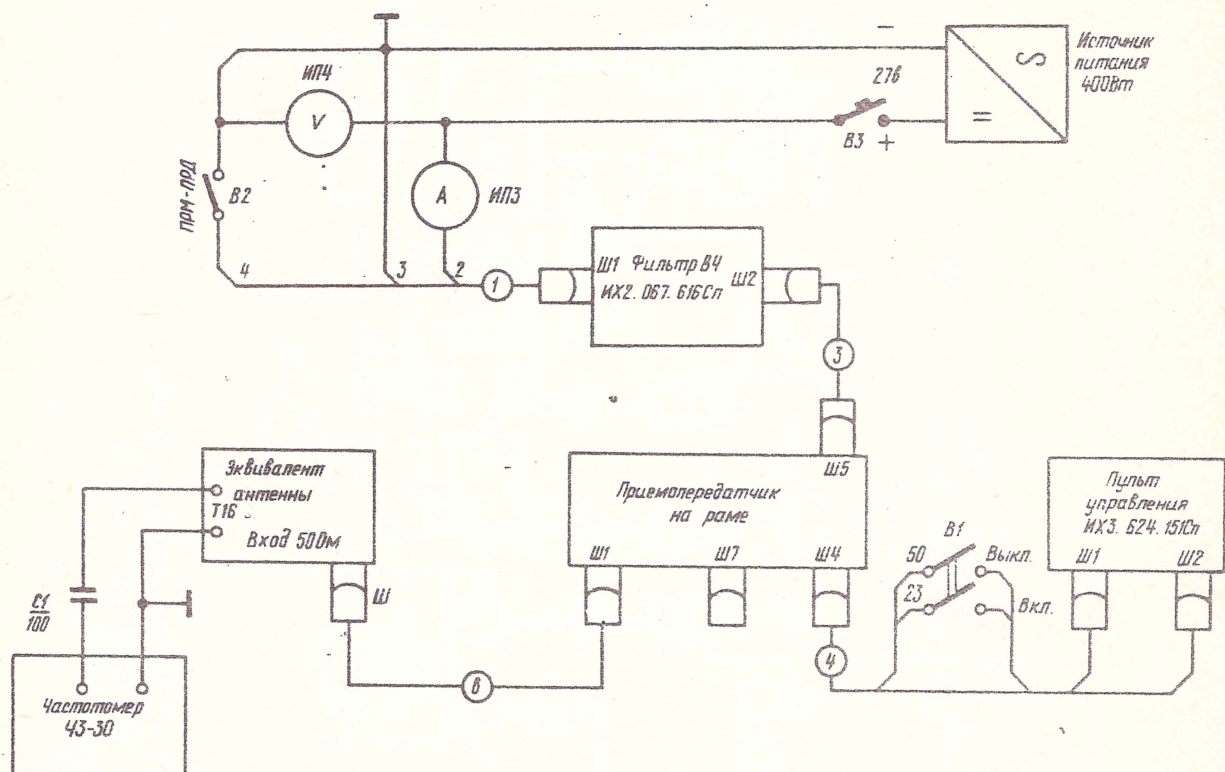 −
Источник
питания
400Вт
ИП4
27в
V
=
В3
+
ПРМ-ПРД
В2
А
ИП3
4
3
2
1
Ш1 Фильтр ВЧ
Ш2
ИХ2. 067. 616Сп
3
Эквивалент
антенны
Т16
Вход 50Ом
Ш
Ш5
Приемопередатчик
на раме
Ш1
Ш7
Ш4
В1
50
Выкл.
23
Вкл.
Пульт
управления
ИХ3. 624. 151Сп
Ш1
Ш2
С1
100
4
Частотомер
Ч3-30